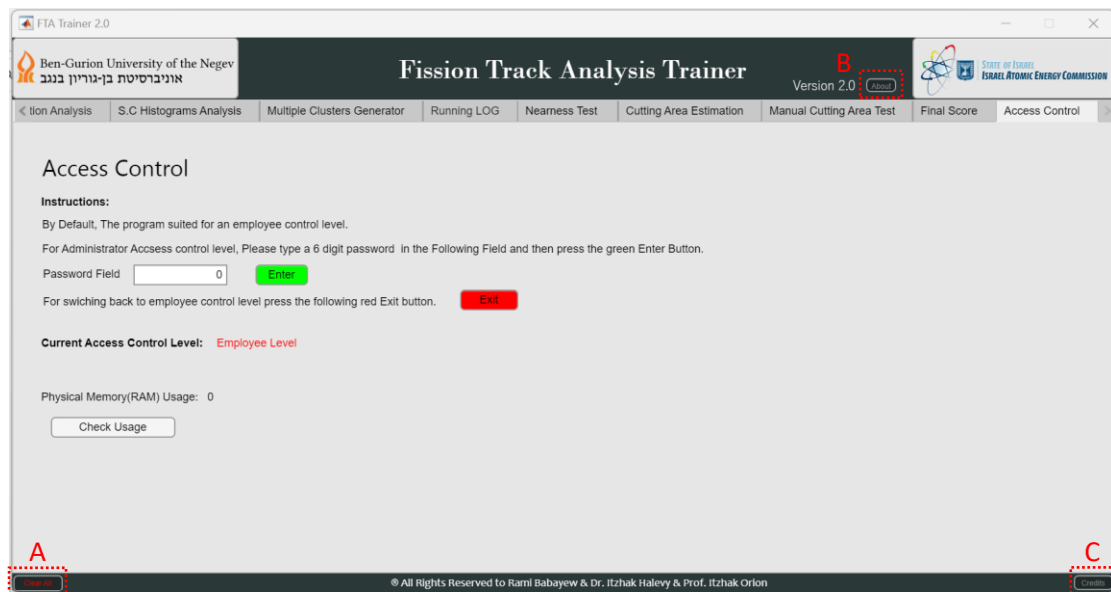 FTA Trainer 2.0
Ben-Gurion University of the Negev
אוניברסיטת בן-גוריון בנגב
Fission Track Analysis Trainer
B
Version 2.0 About
STATE OF ISRAEL
ISRAEL ATOMIC ENERGY COMMISSION
tion Analysis S.C Histograms Analysis Multiple Clusters Generator Running LOG Nearness Test Cutting Area Estimation Manual Cutting Area Test Final Score Access Control
Access Control
Instructions:
By Default, The program suited for an employee control level.
For Administrator Accsess control level, Please type a 6 digit password in the Following Field and then press the green Enter Button.
Password Field 0 Enter
For swiching back to employee control level press the following red Exit button. Exit
Current Access Control Level: Employee Level
Physical Memory(RAM) Usage: 0
Check Usage
A
C
Clear All
® All Rights Reserved to Rami Babayew & Dr. Itzhak Halevy & Prof. Itzhak Orion
Credits